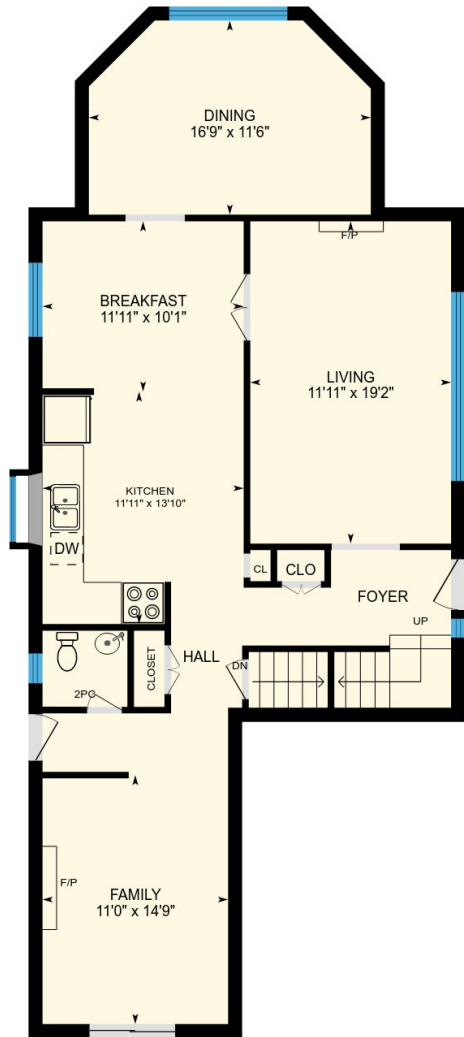 DINING
16'9" x 11'6"
F/P
BREAKFAST
11'11" x 10'1"
LIVING
11'11" x 19'2"
KITCHEN
11'11" x 13'10"
DW
CL
CLO
FOYER
UP
HALL
CLOSET
DN
2PC
F/P
FAMILY
11'0" x 14'9"